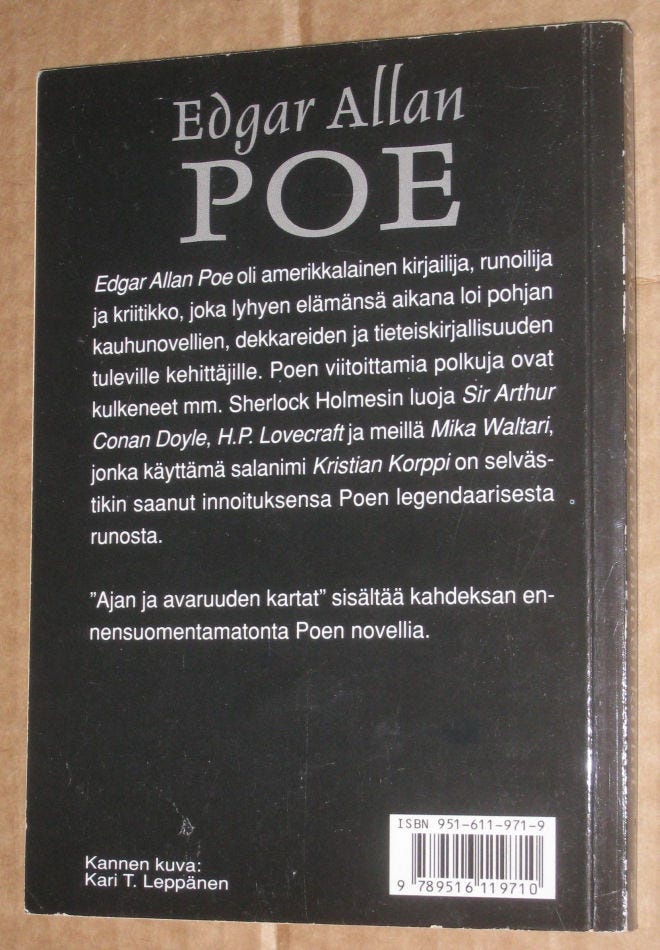 Edgar Allan
POE
Edgar Allan Poe oli amerikkalainen kirjailija, runoilija
ja kriitikko, joka lyhyen elämänsä aikana loi pohjan
kauhunovellien, dekkareiden ja tieteiskirjallisuuden
tuleville kehittäjille. Poen viitoittamia polkuja ovat
kulkeneet mm. Sherlock Holmesin luoja Sir Arthur
Conan Doyle, H.P. Lovecraft ja meillä Mika Waltari,
jonka käyttämä salanimi Kristian Korppi on selväs-
tikin saanut innoituksensa Poen legendaarisesta
runosta.
"Ajan ja avaruuden kartat" sisältää kahdeksan en-
nensuomentamatonta Poen novellia.
Kannen kuva:
Kari T. Leppänen
ISBN 951-611-971-9
9 789516 119710